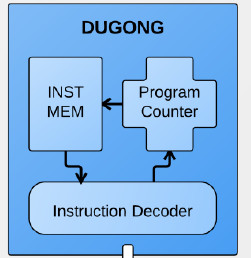 DUGONG
INST
MEM
Program
Counter
Instruction Decoder